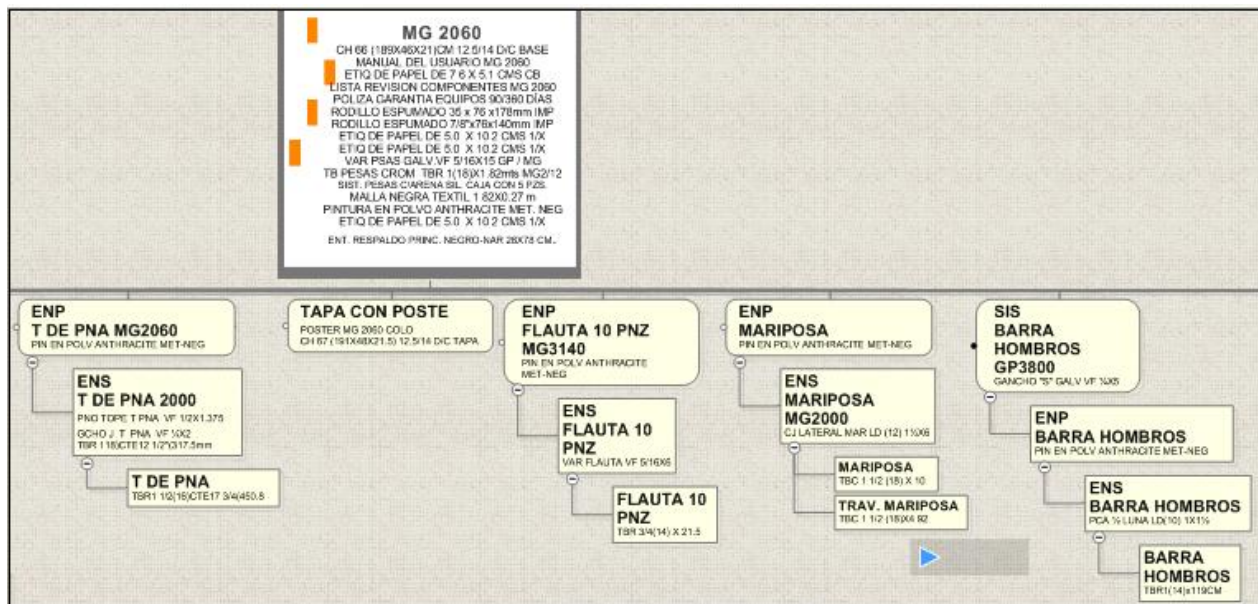 MG 2060
CH 66 (189X46X21)CM 12.5/14 D/C BASE
MANUAL DEL USUARIO MG 2060
ETIQ DE PAPEL DE 7 6 X 5.1 CMS CB
LISTA REVISION COMPONENTES MG 2060
POLIZA GARANTIA EQUIPOS 90/360 DÍAS
RODILLO ESPUMADO 35 x 76 x178mm IMP
RODILLO ESPUMADO 7/8"x76x140mm IMP
ETIQ DE PAPEL DE 5.0 X 10.2 CMS 1/X
ETIQ DE PAPEL DE 5.0 X 10.2 CMS 1/X
VAR PSAS GALV.VF 5/16X15 GP / MG
TB PESAS CROM TBR 1(18)X1.82mts MG2/12
SIST. PESAS C/ARENA SIL. CAJA CON 5 PZS.
MALLA NEGRA TEXTIL 1 82X0.27 m
PINTURA EN POLVO ANTHRACITE MET. NEG
ETIQ DE PAPEL DE 5.0 X 10 2 CMS 1/X
ENT. RESPALDO PRINC. NEGRO-NAR 26X78 CM.
ENP
T DE PNA MG2060
PIN EN POLV ANTHRACITE MET-NEG
ENS
T DE PNA 2000
PNO TOPE T PNA VF 1/2X1.375
GCHO J T PNA VF ½X2
TBR 1 18)CTE12 1/2"(317.5mm
T DE PNA
TBR1 1/2(16)CTE17 3/4(450.8
TAPA CON POSTE
POSTER MG 2060 COLO
CH 67 (191X48X21.5) 12.5/14 D/C TAPA
ENP
FLAUTA 10 PNZ
MG3140
PIN EN POLV ANTHRACITE
MET-NEG
ENS
FLAUTA 10
PNZ
VAR FLAUTA VF 5/16X6
FLAUTA 10
PNZ
TBR 3/4(14) X 21.5
ENP
MARIPOSA
PIN EN POLV ANTHRACITE MET-NEG
ENS
MARIPOSA
MG2000
CJ LATERAL MAR LD (12) 1½X6
MARIPOSA
TBC 1 1/2 (18) X 10
TRAV. MARIPOSA
TBC 1 1/2 (18)X4 92
SIS
BARRA
HOMBROS
GP3800
GANCHO "S" GALV VF ¼X5
ENP
BARRA HOMBROS
PIN EN POLV ANTHRACITE MET-NEG
ENS
BARRA HOMBROS
PCA ½ LUNA LD(10) 1X1½
BARRA
HOMBROS
TBR1(14)x119CM